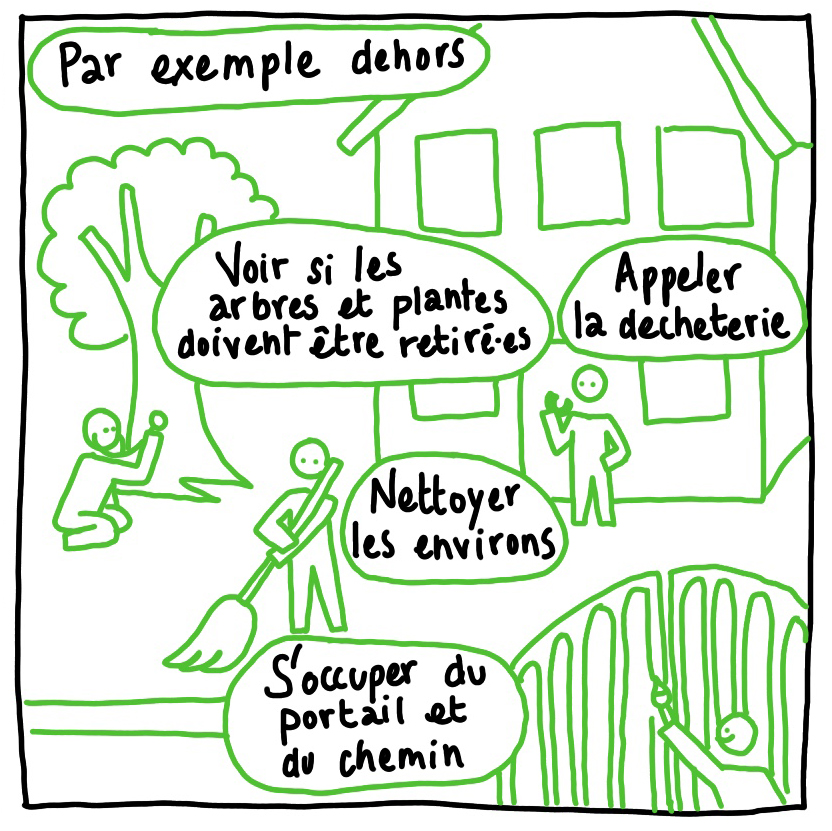 Par exemple dehors
Voir si les
arbres et plantes
doivent être retiré·es
Appeler
la decheterie
Nettoyer
les environs
S'occuper du
portail et
du chemin